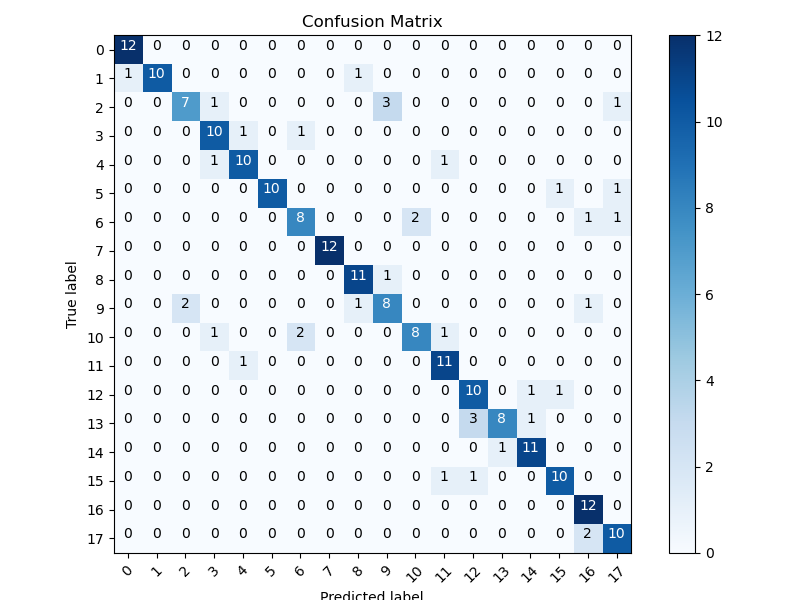 Confusion Matrix
0 12 0 0 0 0 0 0 0 0 0 0 0 0 0 0 0 0 0
1 1 10 0 0 0 0 0 0 1 0 0 0 0 0 0 0 0 0
2 0 0 7 1 0 0 0 0 0 3 0 0 0 0 0 0 0 1
3 0 0 0 10 1 0 1 0 0 0 0 0 0 0 0 0 0 0
4 0 0 0 1 10 0 0 0 0 0 0 1 0 0 0 0 0 0
5 0 0 0 0 0 10 0 0 0 0 0 0 0 0 0 1 0 1
6 0 0 0 0 0 0 8 0 0 0 2 0 0 0 0 0 1 1
7 0 0 0 0 0 0 0 12 0 0 0 0 0 0 0 0 0 0
8 0 0 0 0 0 0 0 0 11 1 0 0 0 0 0 0 0 0
9 0 0 2 0 0 0 0 0 1 8 0 0 0 0 0 0 1 0
10 0 0 0 1 0 0 2 0 0 0 8 1 0 0 0 0 0 0
11 0 0 0 0 1 0 0 0 0 0 0 11 0 0 0 0 0 0
12 0 0 0 0 0 0 0 0 0 0 0 0 10 0 1 1 0 0
13 0 0 0 0 0 0 0 0 0 0 0 0 3 8 1 0 0 0
14 0 0 0 0 0 0 0 0 0 0 0 0 0 1 11 0 0 0
15 0 0 0 0 0 0 0 0 0 0 0 1 1 0 0 10 0 0
16 0 0 0 0 0 0 0 0 0 0 0 0 0 0 0 0 12 0
17 0 0 0 0 0 0 0 0 0 0 0 0 0 0 0 0 2 10
0 1 2 3 4 5 6 7 8 9 10 11 12 13 14 15 16 17
True label
Predicted label
12
10
8
6
4
2
0